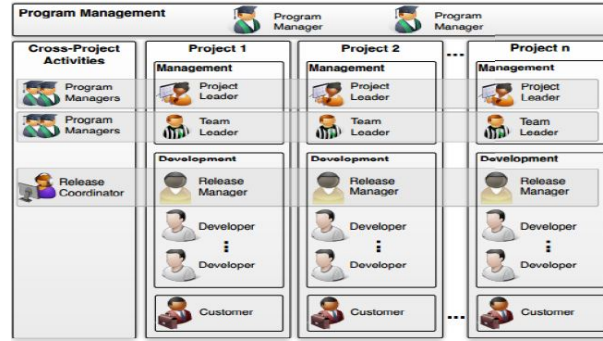 Program Management
Program
Manager
Program
Manager
Cross-Project
Activities
Program
Managers
Program
Managers
Release
Coordinator
Project 1
Management
Project
Leader
Team
Leader
Development
Release
Manager
Developer
Developer
Customer
Project 2
Management
Project
Leader
Team
Leader
Development
Release
Manager
Developer
Developer
Customer
...
...
Project n
Management
Project
Leader
Team
Leader
Development
Release
Manager
Developer
Developer
Customer